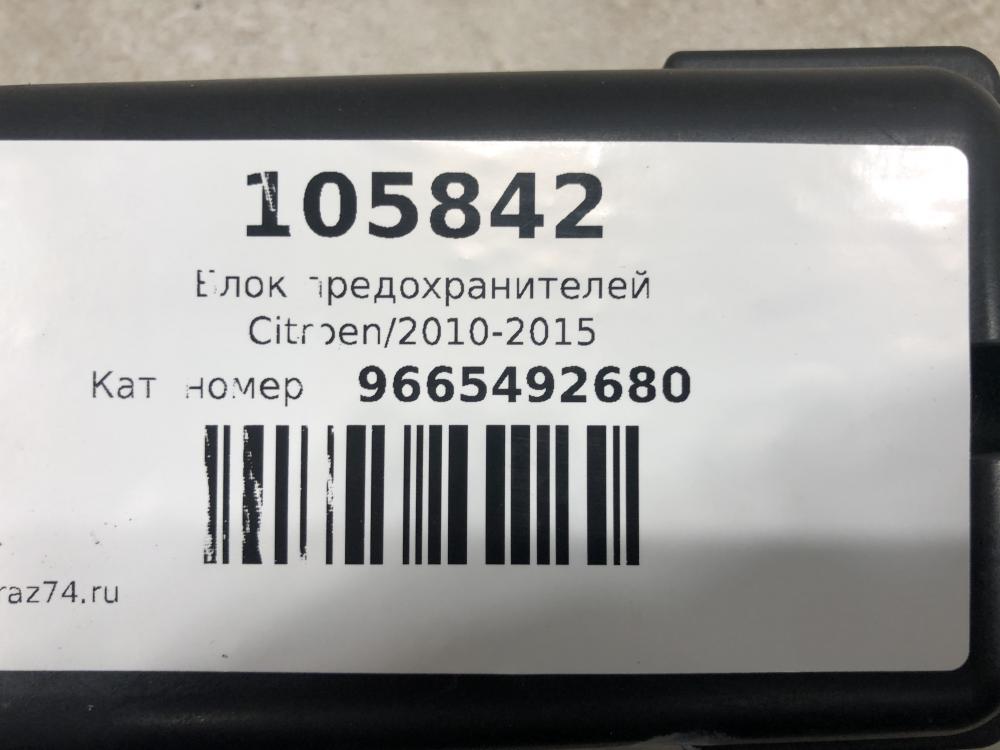 105842
Блок предохранителей
Citroen/2010-2015
Кат номер 9665492680
raz74.ru